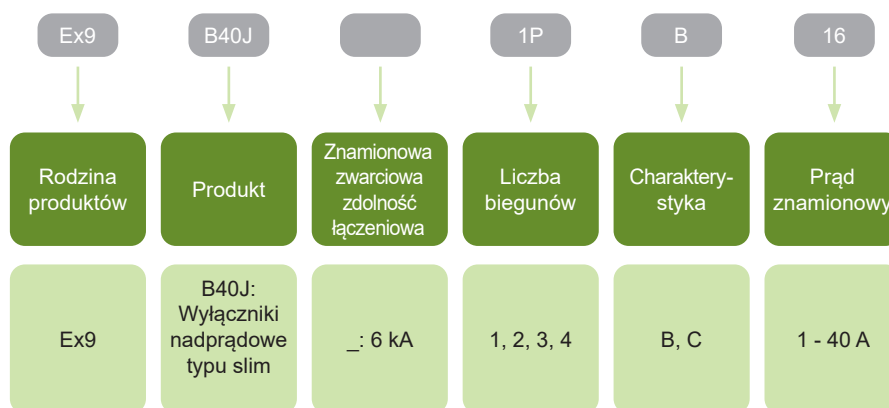 Ex9 B40J 1P B 16
Rodzina
produktów
Produkt
Znamionowa
zwarciowa
zdolność
łączeniowa
Liczba
biegunów
Charaktery-
styka
Prąd
znamionowy
Ex9
B40J:
Wyłączniki
nadprądowe
typu slim
_: 6 kA
1, 2, 3, 4
B, C
1 - 40 A